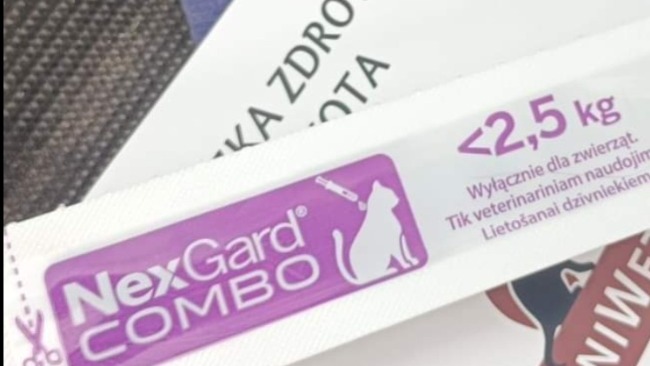 KA ZDRO
OTA
<2,5 kg
Wyłącznie dla zwierząt.
Tik veterinariniam naudojim
Lietošanai dzīvniekiem
NexGard®
COMBO
NIWE